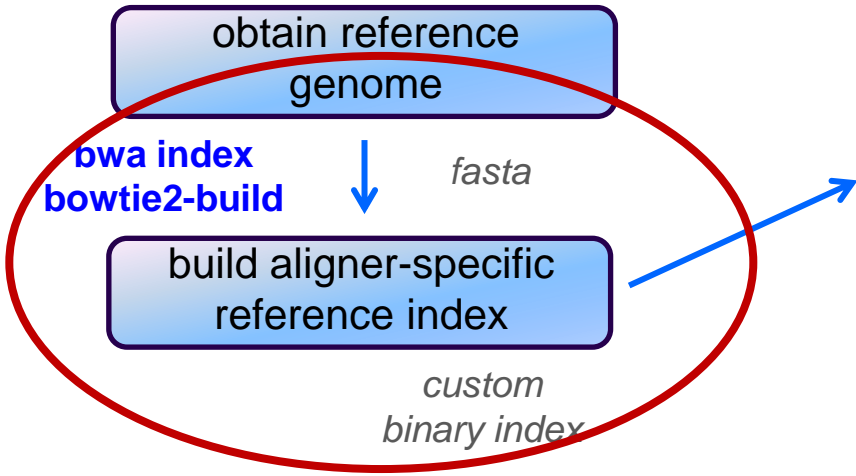 obtain reference
genome
bwa index
bowtie2-build
fasta
build aligner-specific
reference index
custom
binary index